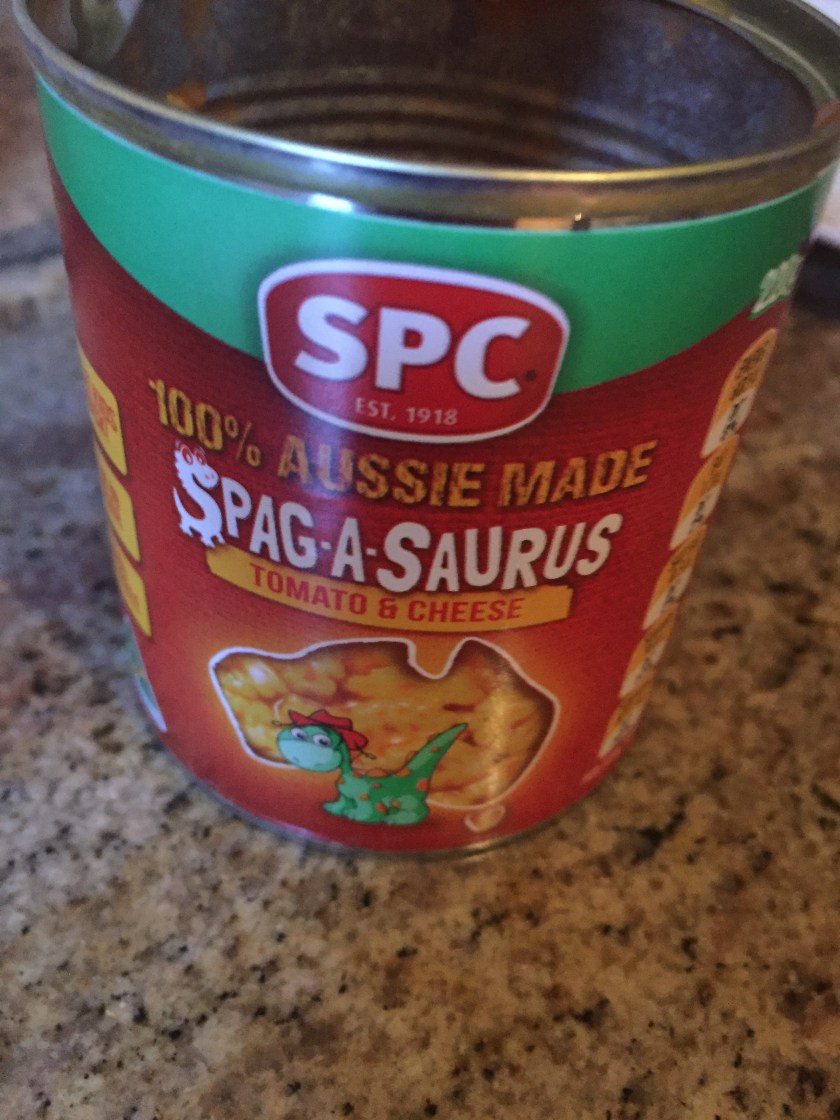 SPC
EST. 1918
100% AUSSIE MADE
SPAG-A-SAURUS
TOMATO & CHEESE